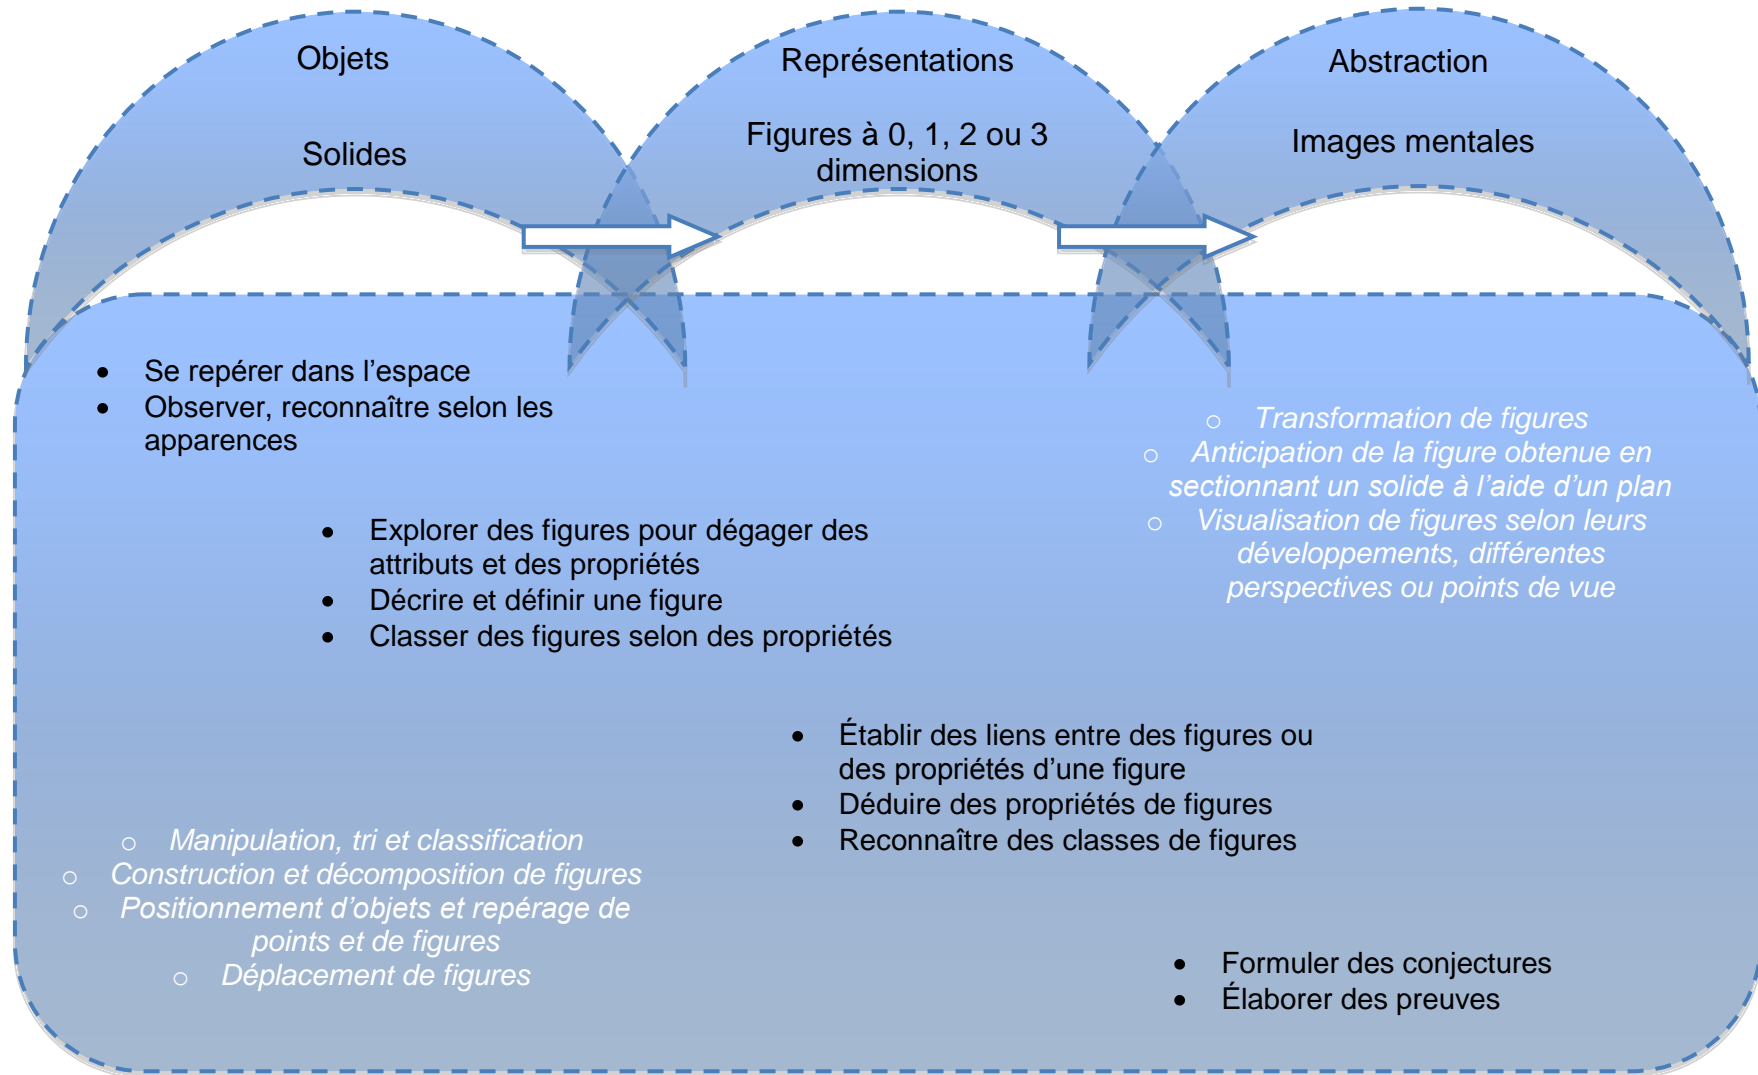 Objets
Solides
Représentations
Figures à 0, 1, 2 ou 3
dimensions
Abstraction
Images mentales
• Se repérer dans l’espace
• Observer, reconnaître selon les
apparences
• Explorer des figures pour dégager des
attributs et des propriétés
• Décrire et définir une figure
• Classer des figures selon des propriétés
o Transformation de figures
o Anticipation de la figure obtenue en
sectionnant un solide à l’aide d’un plan
o Visualisation de figures selon leurs
développements, différentes
perspectives ou points de vue
• Établir des liens entre des figures ou
des propriétés d’une figure
• Déduire des propriétés de figures
• Reconnaître des classes de figures
o Manipulation, tri et classification
o Construction et décomposition de figures
o Positionnement d’objets et repérage de
points et de figures
o Déplacement de figures
• Formuler des conjectures
• Élaborer des preuves